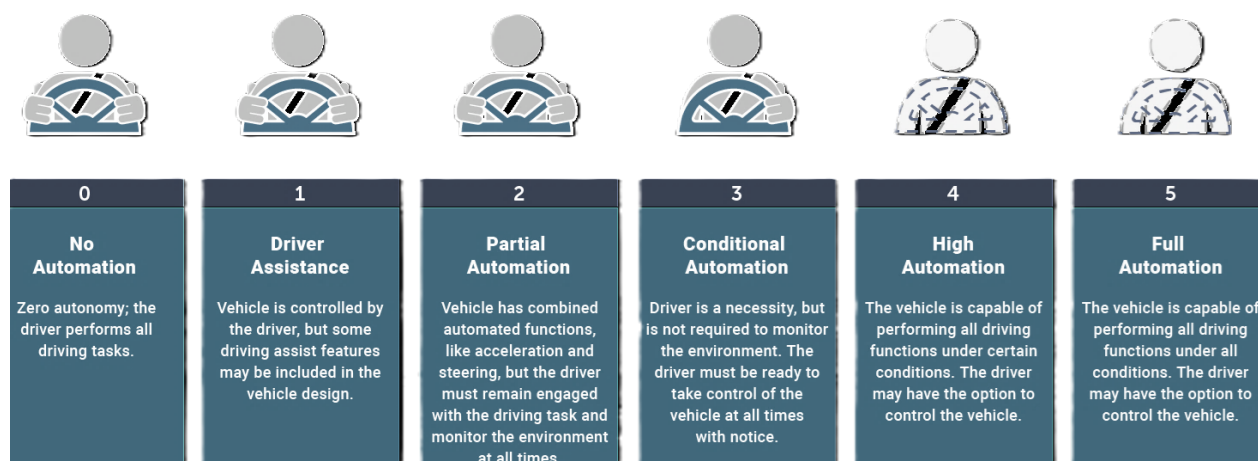 0
No
Automation
Zero autonomy; the
driver performs all
driving tasks.
1
Driver
Assistance
Vehicle is controlled by
the driver, but some
driving assist features
may be included in the
vehicle design.
2
Partial
Automation
Vehicle has combined
automated functions,
like acceleration and
steering, but the driver
must remain engaged
with the driving task and
monitor the environment
at all times.
3
Conditional
Automation
Driver is a necessity, but
is not required to monitor
the environment. The
driver must be ready to
take control of the
vehicle at all times
with notice.
4
High
Automation
The vehicle is capable of
performing all driving
functions under certain
conditions. The driver
may have the option to
control the vehicle.
5
Full
Automation
The vehicle is capable of
performing all driving
functions under all
conditions. The driver
may have the option to
control the vehicle.